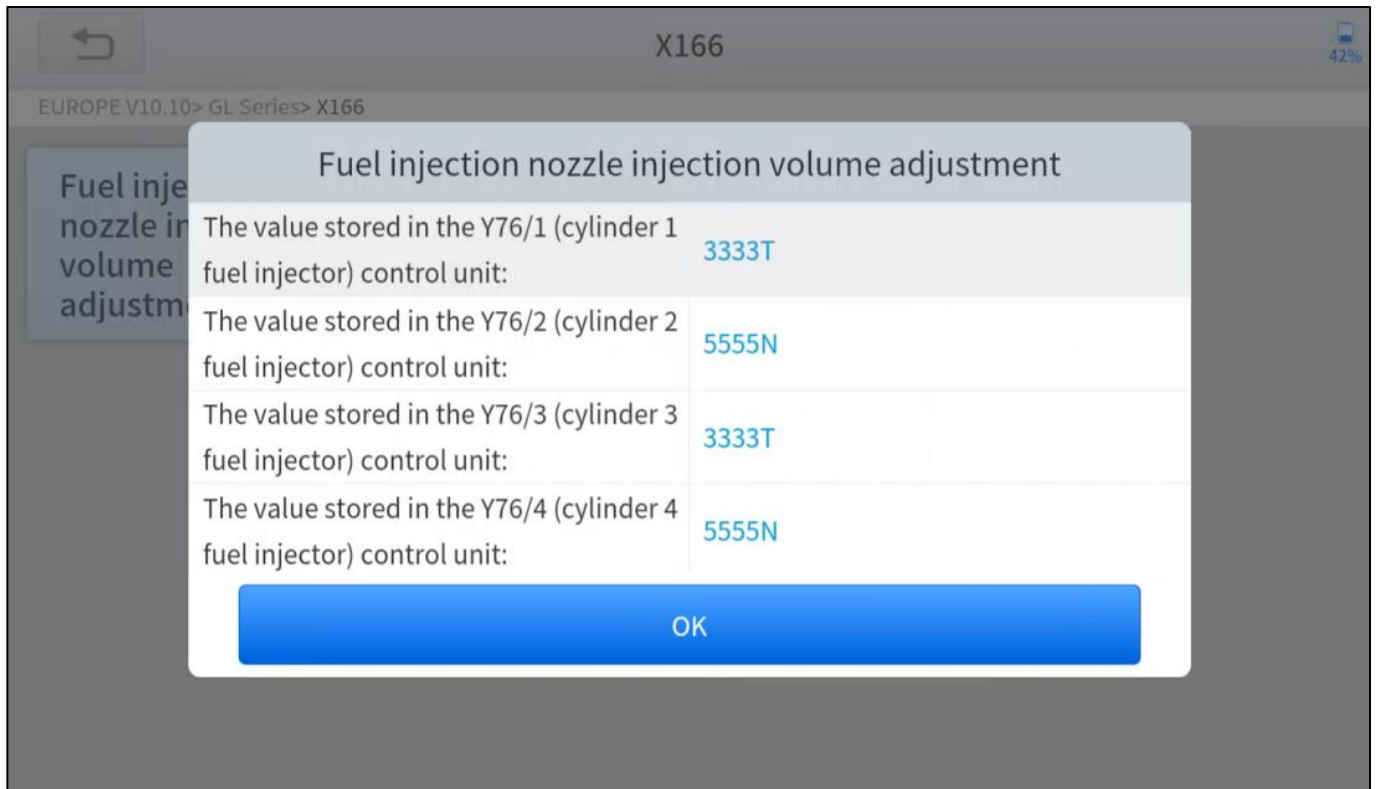 X166
42%
EUROPE V10.10> GL Series> X166
Fuel inje
nozzle in
volume
adjustm
Fuel injection nozzle injection volume adjustment
The value stored in the Y76/1 (cylinder 1
fuel injector) control unit:
3333T
The value stored in the Y76/2 (cylinder 2
fuel injector) control unit:
5555N
The value stored in the Y76/3 (cylinder 3
fuel injector) control unit:
3333T
The value stored in the Y76/4 (cylinder 4
fuel injector) control unit:
5555N
OK